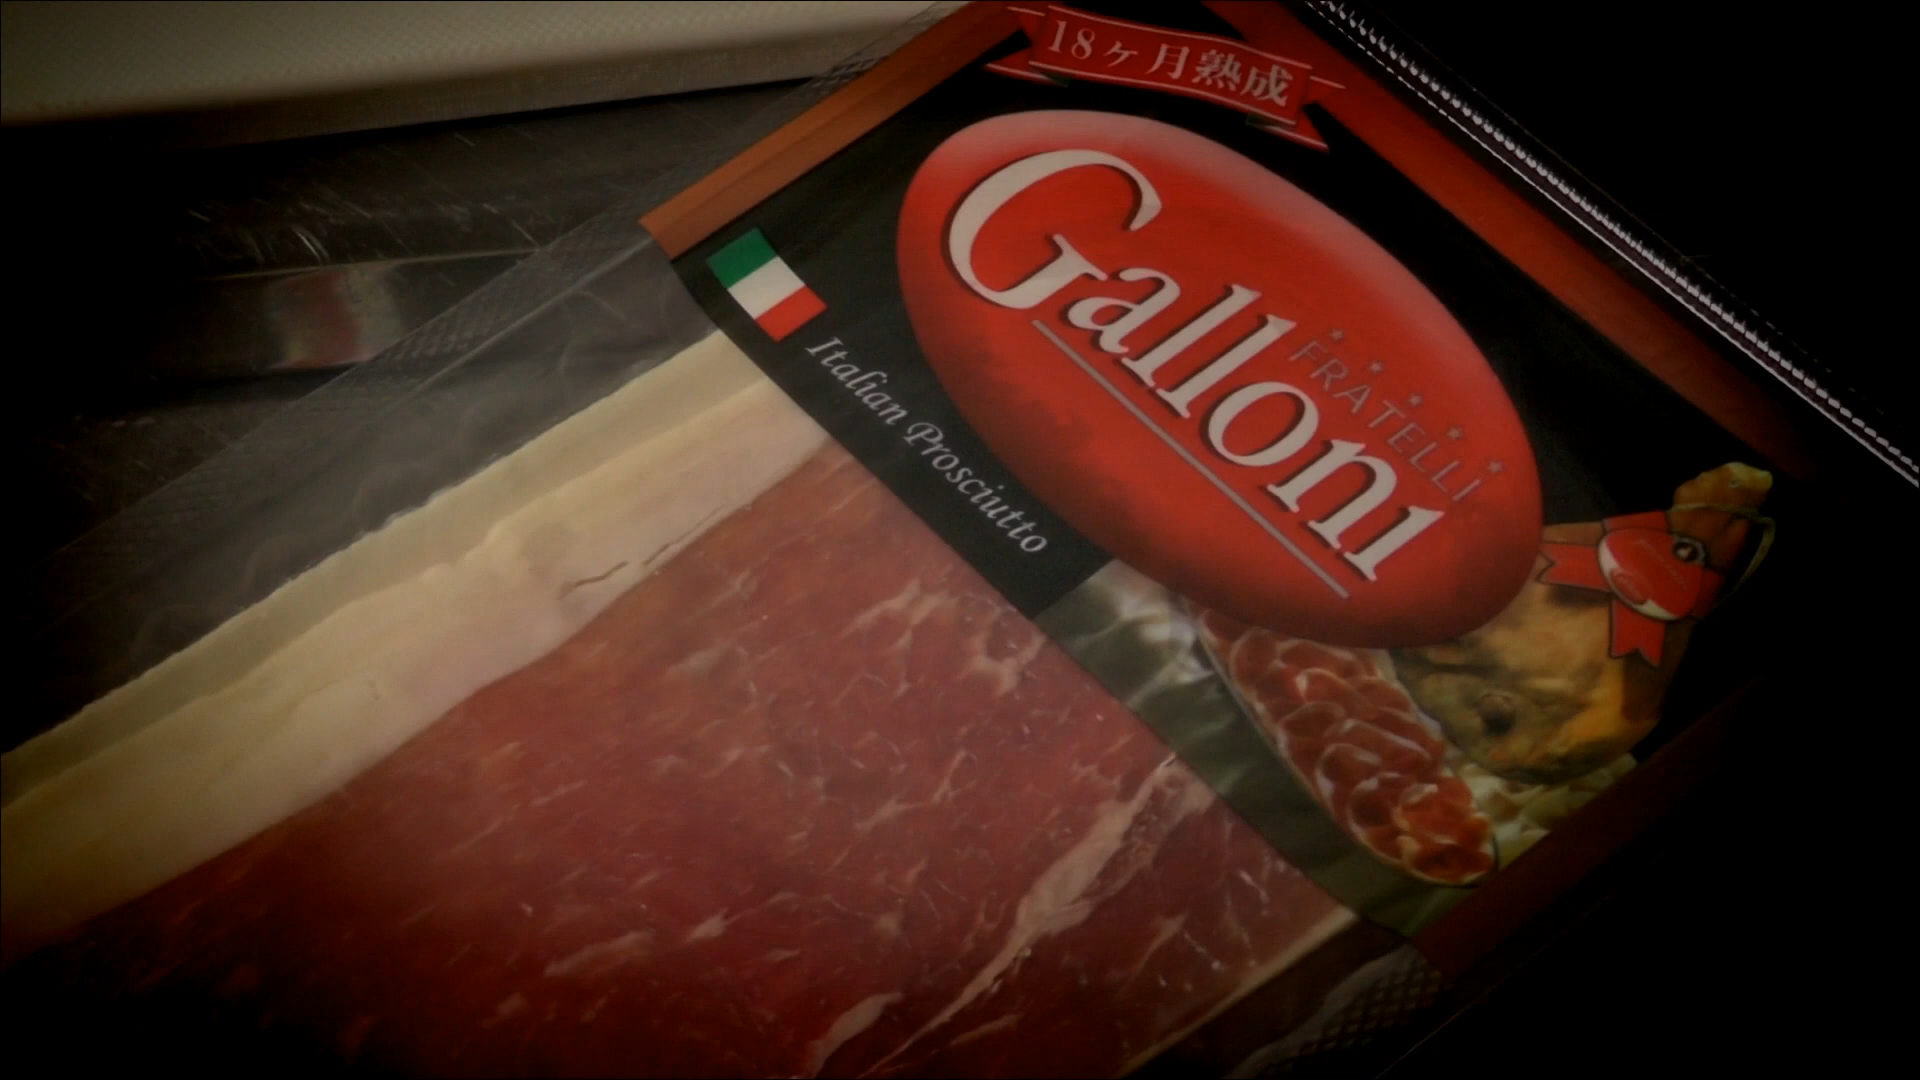 18ヶ月熟成
FRATELLI
Galloni
Italian Prosciutto